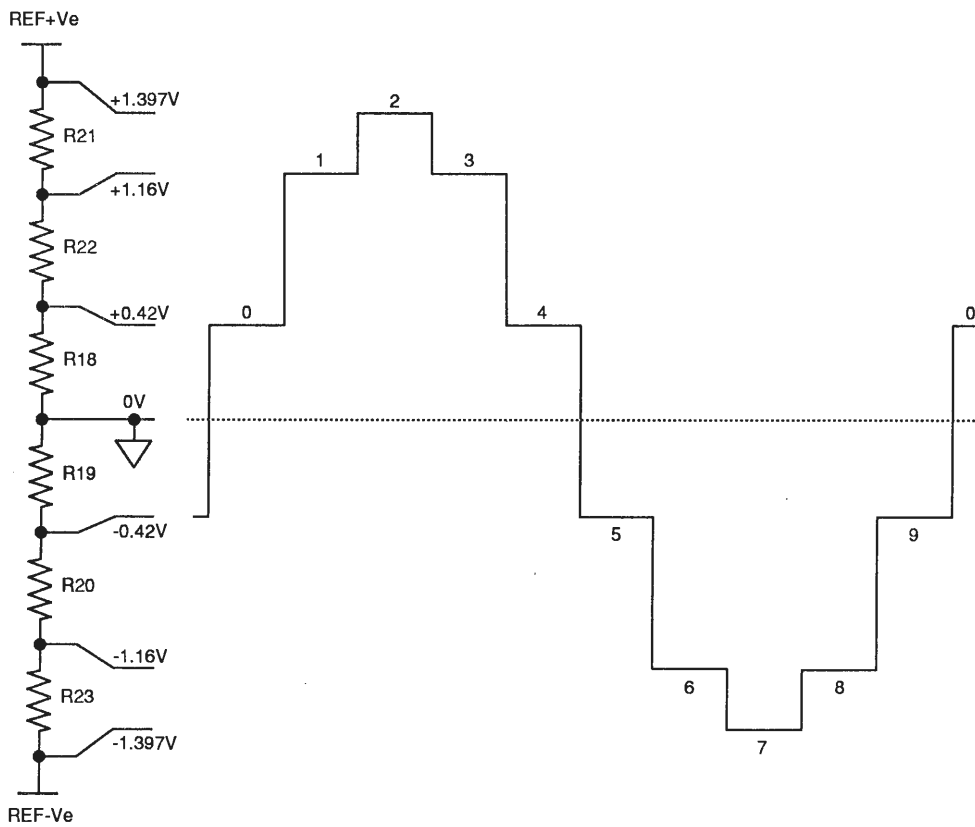 REF+Ve
+1.397V
2
R21
1
3
+1.16V
R22
+0.42V
0
4
0
R18
0V
R19
-0.42V
5
9
R20
-1.16V
6
8
R23
-1.397V
7
REF-Ve